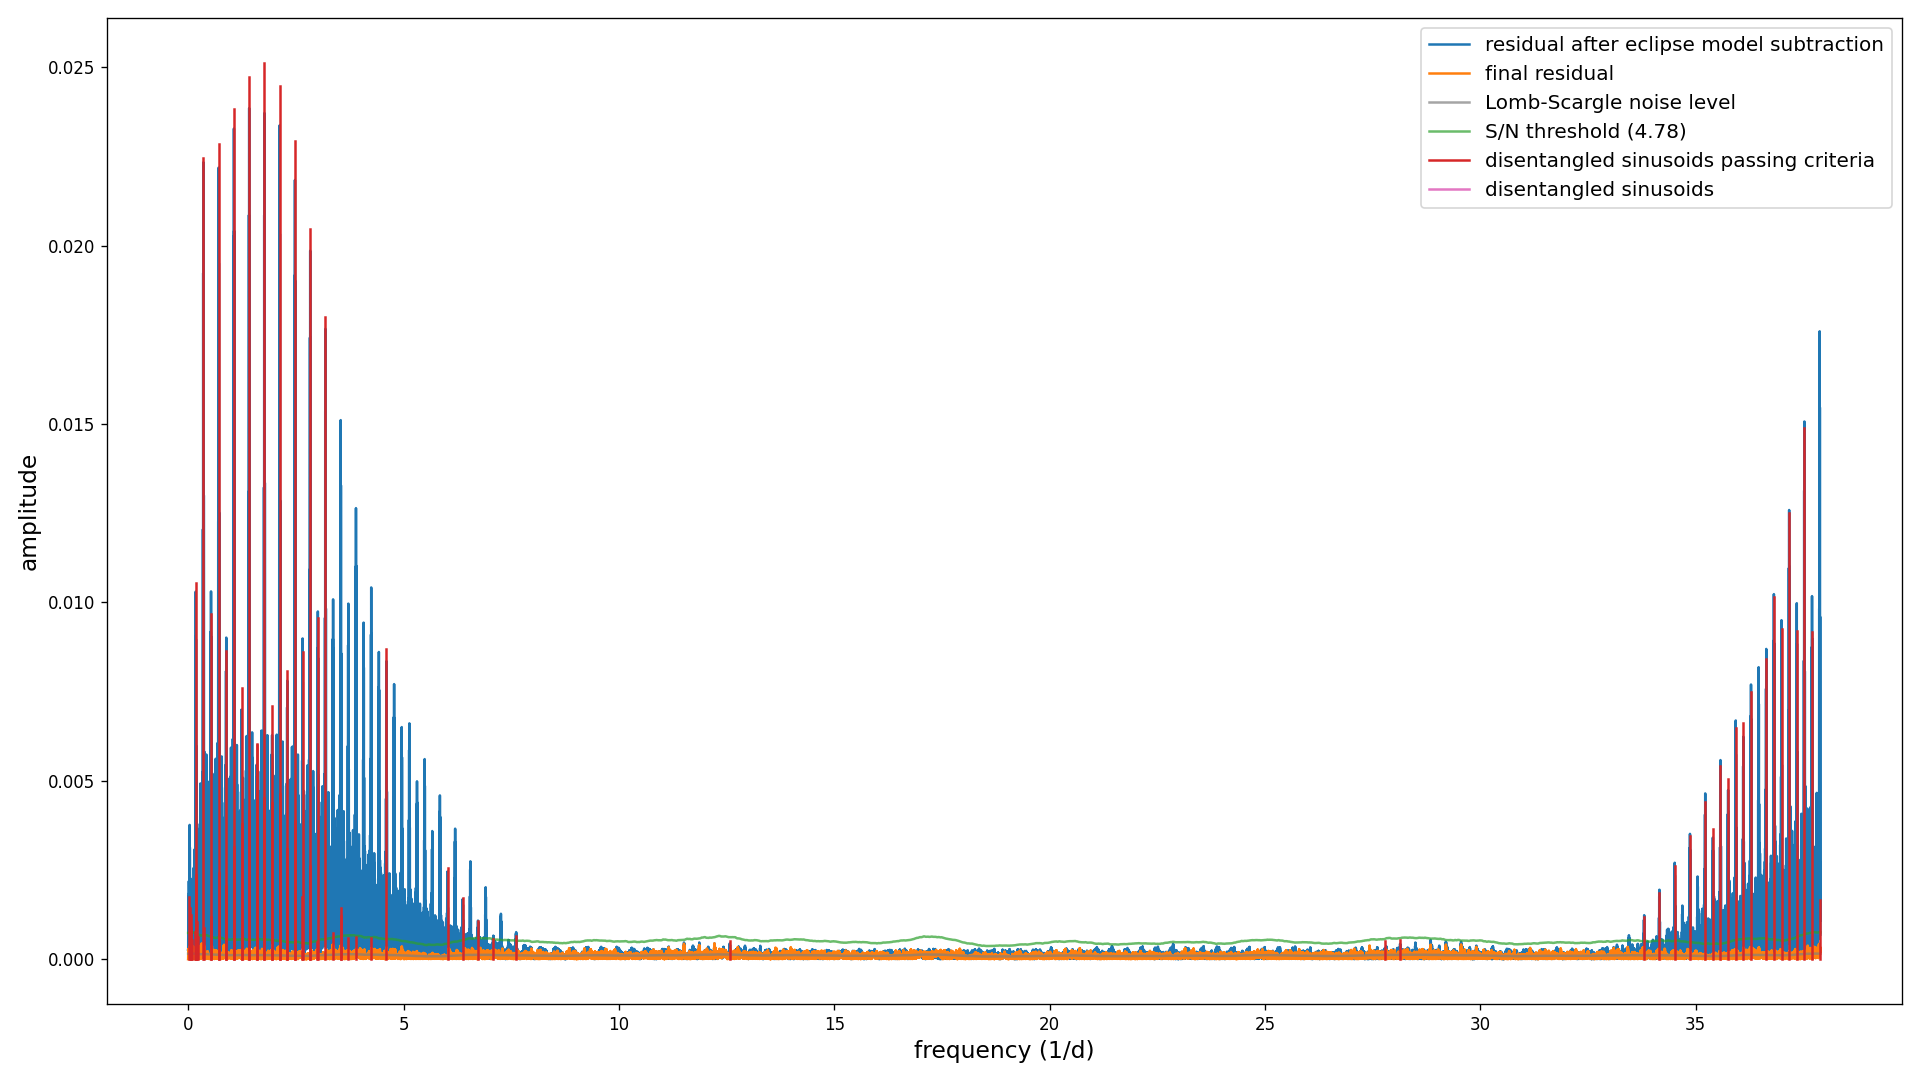 residual after eclipse model subtraction
final residual
Lomb-Scargle noise level
S/N threshold (4.78)
disentangled sinusoids passing criteria
disentangled sinusoids
amplitude
0.025
0.020
0.015
0.010
0.005
0.000
0 5 10 15 20 25 30 35
frequency (1/d)